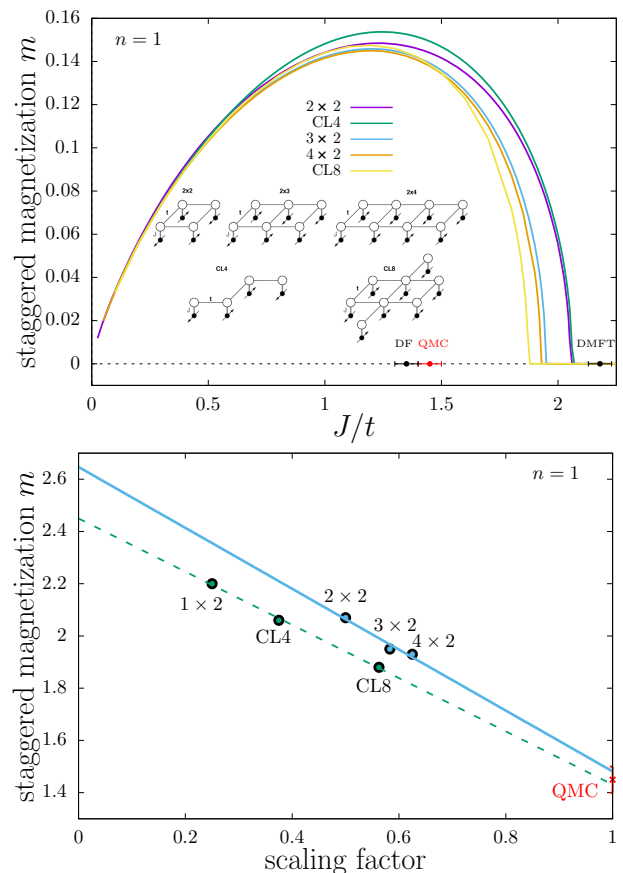 staggered magnetization m
0.16
0.14
0.12
0.1
0.08
0.06
0.04
0.02
0
n = 1
2 × 2
CL4
3 × 2
4 × 2
CL8
2x2
2x3
2x4
t
J
CL4
t
J
CL8
t
J
DF QMC DMFT
0 0.5 1 1.5 2
J/t
staggered magnetization m
2.6
2.4
2.2
2
1.8
1.6
1.4
n = 1
1 × 2
CL4
2 × 2
3 × 2
4 × 2
CL8
QMC
0 0.2 0.4 0.6 0.8 1
scaling factor